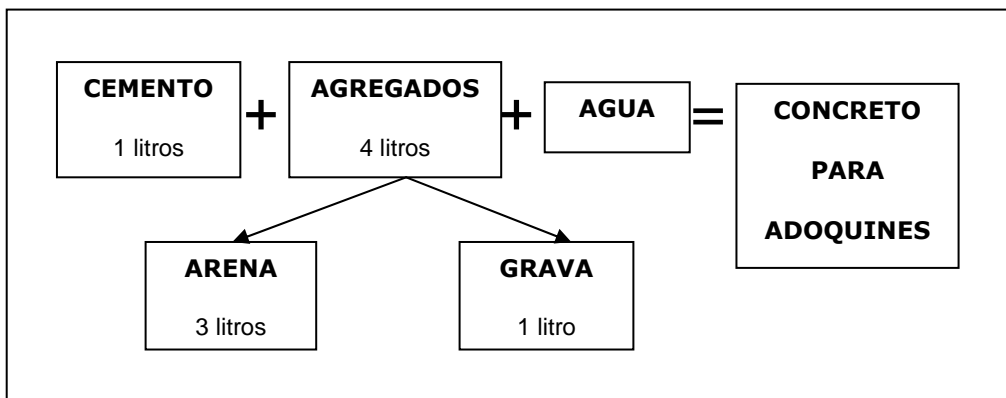 CEMENTO
1 litros
+
AGREGADOS
4 litros
+
AGUA
=
CONCRETO
PARA
ADOQUINES
ARENA
3 litros
GRAVA
1 litro